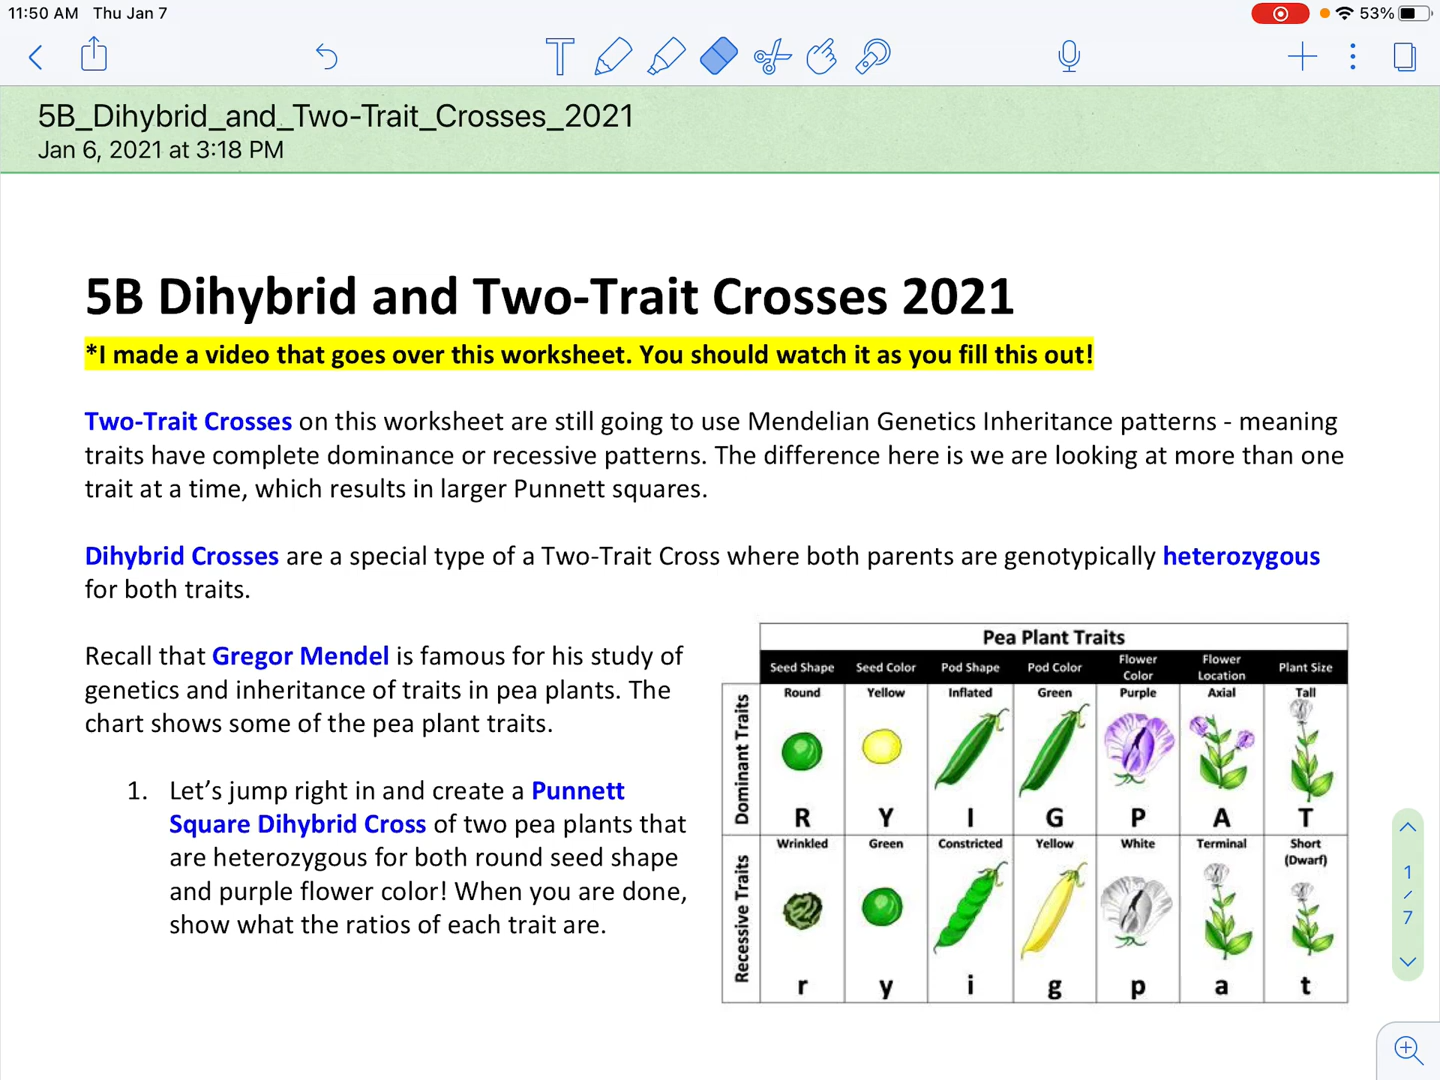 11:50 AM Thu Jan 7
53%
5B_Dihybrid_and_Two-Trait_Crosses_2021
Jan 6, 2021 at 3:18 PM
5B Dihybrid and Two-Trait Crosses 2021
*I made a video that goes over this worksheet. You should watch it as you fill this out!
Two-Trait Crosses on this worksheet are still going to use Mendelian Genetics Inheritance patterns - meaning
traits have complete dominance or recessive patterns. The difference here is we are looking at more than one
trait at a time, which results in larger Punnett squares.
Dihybrid Crosses are a special type of a Two-Trait Cross where both parents are genotypically heterozygous
for both traits.
Recall that Gregor Mendel is famous for his study of
genetics and inheritance of traits in pea plants. The
chart shows some of the pea plant traits.
1. Let’s jump right in and create a Punnett
Square Dihybrid Cross of two pea plants that
are heterozygous for both round seed shape
and purple flower color! When you are done,
show what the ratios of each trait are.
Pea Plant Traits
Seed Shape Seed Color Pod Shape Pod Color Flower Color Flower Location Plant Size
Dominant Traits
Round Yellow Inflated Green Purple Axial Tall
R Y I G P A T
Recessive Traits
Wrinkled Green Constricted Yellow White Terminal Short (Dwarf)
r y i g p a t
1
/
7